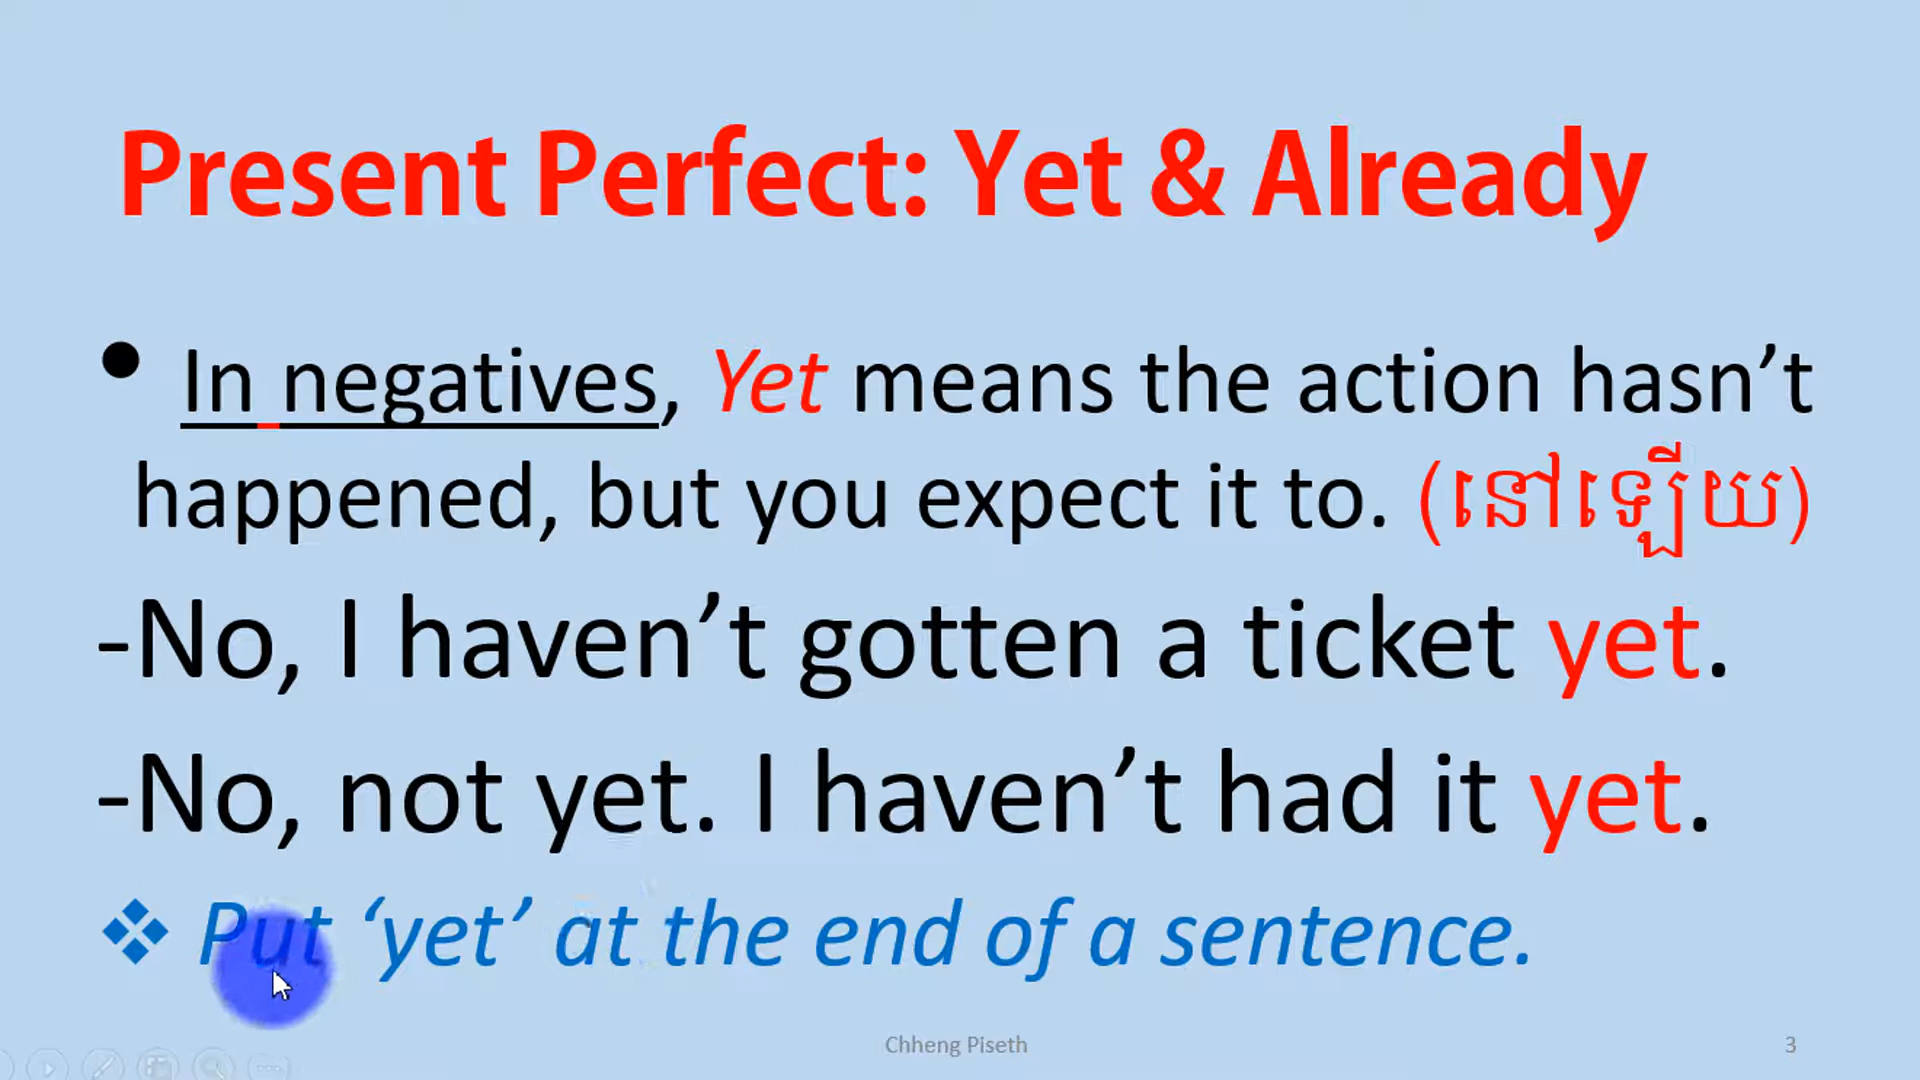 Present Perfect: Yet & Already
• In negatives, Yet means the action hasn’t
happened, but you expect it to. (នៅឡើយ)
-No, I haven’t gotten a ticket yet.
-No, not yet. I haven’t had it yet.
❖ Put ‘yet’ at the end of a sentence.
Chheng Piseth
3